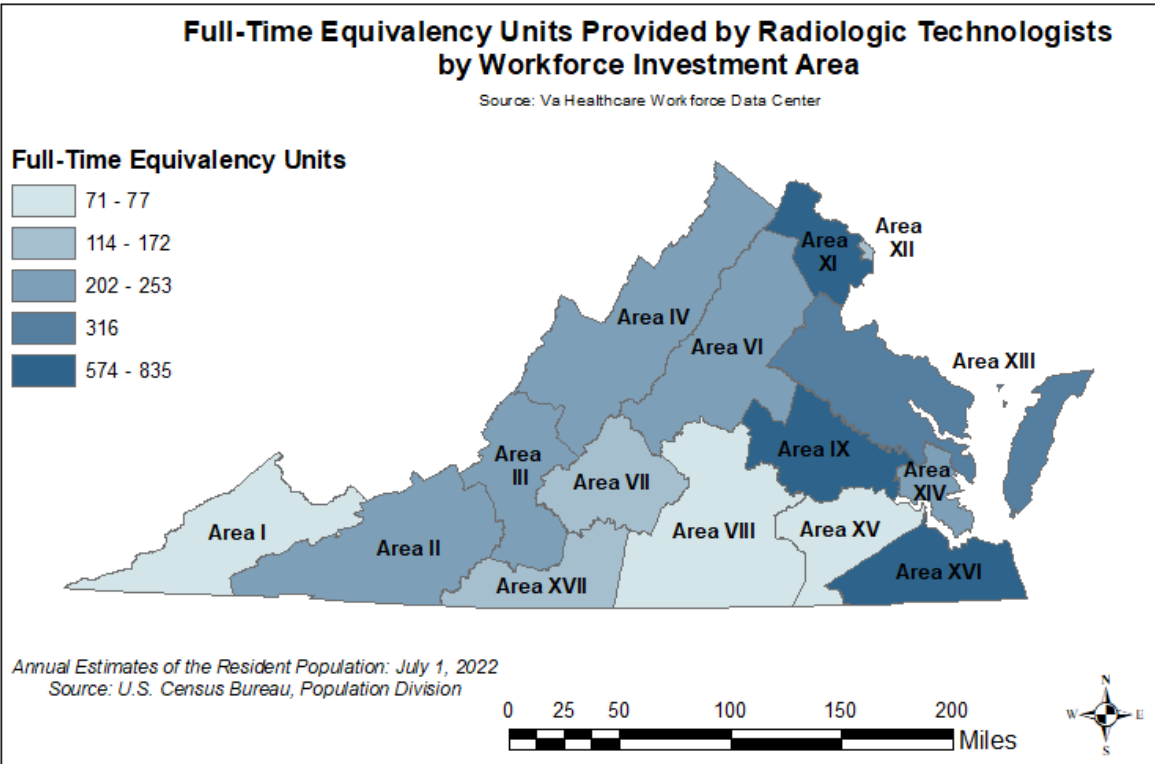 Full-Time Equivalency Units Provided by Radiologic Technologists
by Workforce Investment Area
Source: Va Healthcare Workforce Data Center
Full-Time Equivalency Units
71 - 77
114 - 172
202 - 253
316
574 - 835
Area
XII
Area
XI
Area IV
Area VI
Area XIII
Area
III
Area IX
Area VII
Area
XIV
Area I
Area II
Area VIII
Area XV
Area XVII
Area XVI
Annual Estimates of the Resident Population: July 1, 2022
Source: U.S. Census Bureau, Population Division
0 25 50 100 150 200
Miles
N
W E
S